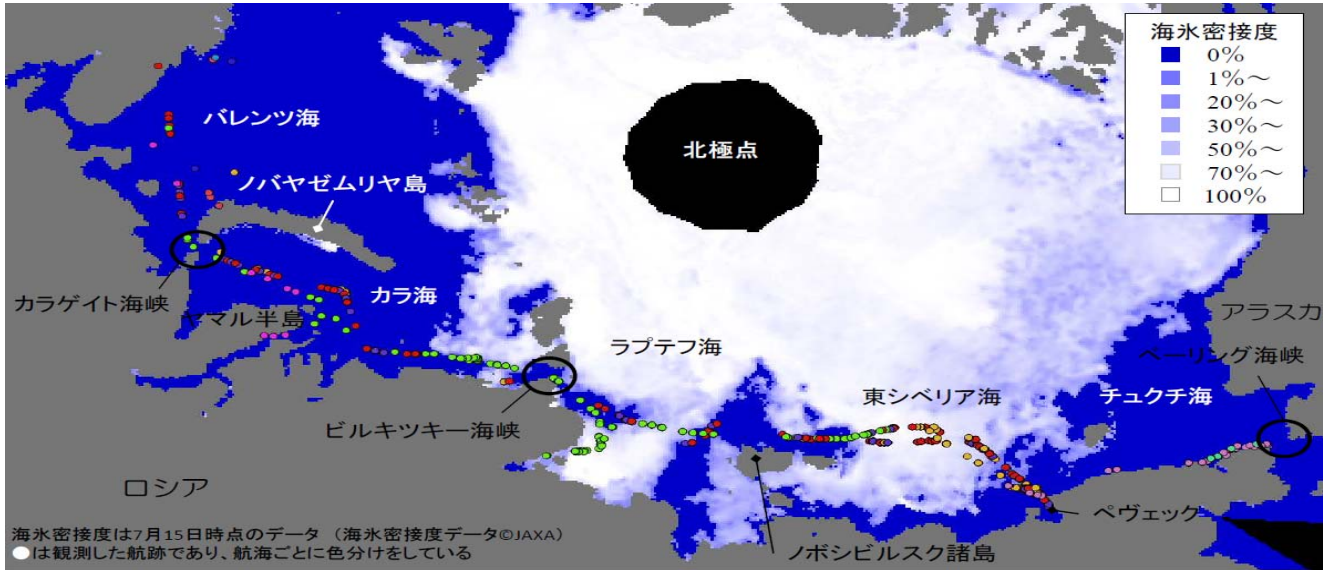 海氷密接度
0%
1%～
20%～
30%～
50%～
70%～
100%
バレンツ海
北極点
ノバヤゼムリヤ島
カラゲイト海峡
カラ海
ヤマル半島
アラスカ
ラプテフ海
ベーリング海峡
東シベリア海
チュクチ海
ビルキツキー海峡
ロシア
ペヴェック
海氷密接度は7月15日時点のデータ（海氷密接度データ©JAXA）
●は観測した航跡であり、航海ごとに色分けをしている
ノボシビルスク諸島